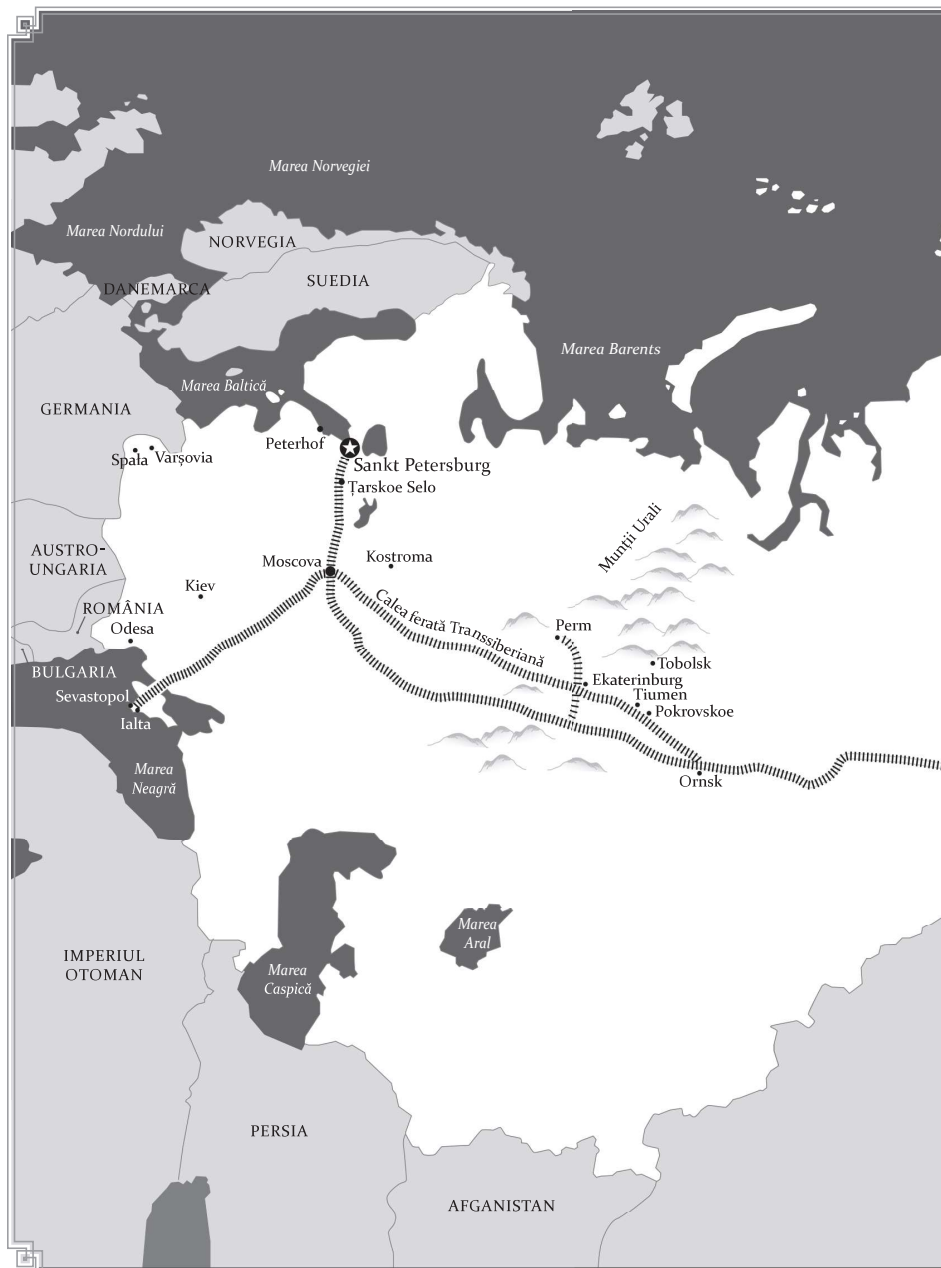 Marea Norvegiei
Marea Nordului
NORVEGIA
DANEMARCA
SUEDIA
Marea Barents
Marea Baltică
GERMANIA
Peterhof
Spała
Varșovia
Sankt Petersburg
Țarskoe Selo
Munții Urali
AUSTRO-
UNGARIA
Moscova
Kostroma
Kiev
Calea ferată Transsiberiană
ROMÂNIA
Odesa
Perm
Tobolsk
BULGARIA
Ekaterinburg
Sevastopol
Tiumen
Pokrovskoe
Ialta
Marea
Neagră
Ornsk
Marea
Aral
IMPERIUL
OTOMAN
Marea
Caspică
PERSIA
AFGANISTAN